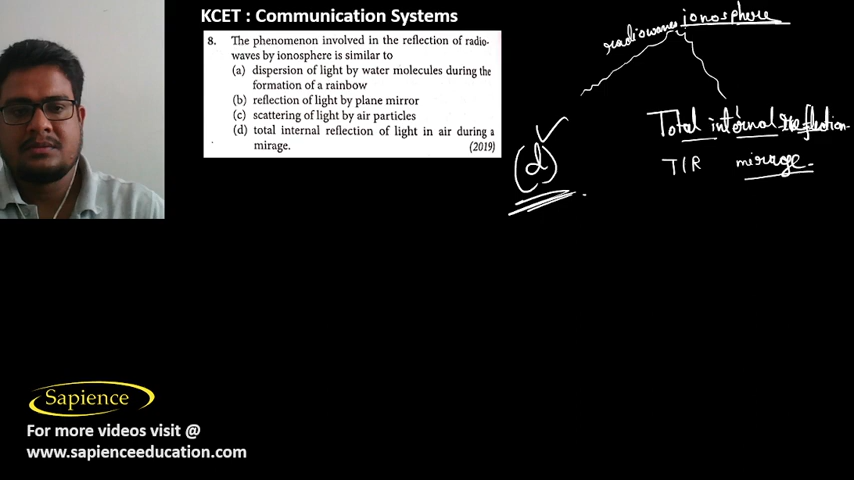 KCET : Communication Systems
8. The phenomenon involved in the reflection of radio-
waves by ionosphere is similar to
(a) dispersion of light by water molecules during the
formation of a rainbow
(b) reflection of light by plane mirror
(c) scattering of light by air particles
(d) total internal reflection of light in air during a
mirage. (2019)
radiowaves ionosphere
Total internal reflection
TIR mirage
(d)
Sapience
For more videos visit @
www.sapienceeducation.com